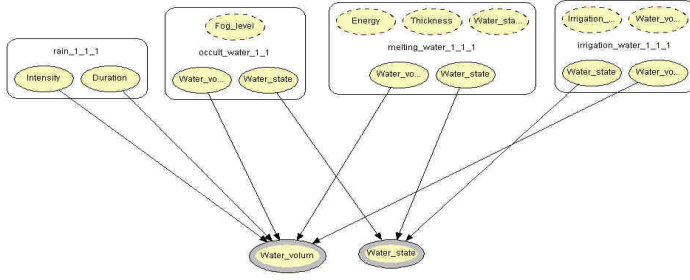 Fog_level
Energy
Thickness
Water_sta...
Irrigation_...
Water_vo...
rain_1_1_1
occult_water_1_1
melting_water_1_1_1
irrigation_water_1_1_1
Intensity
Duration
Water_vo...
Water_state
Water_vo...
Water_state
Water_state
Water_vo...
Water_volum
Water_state